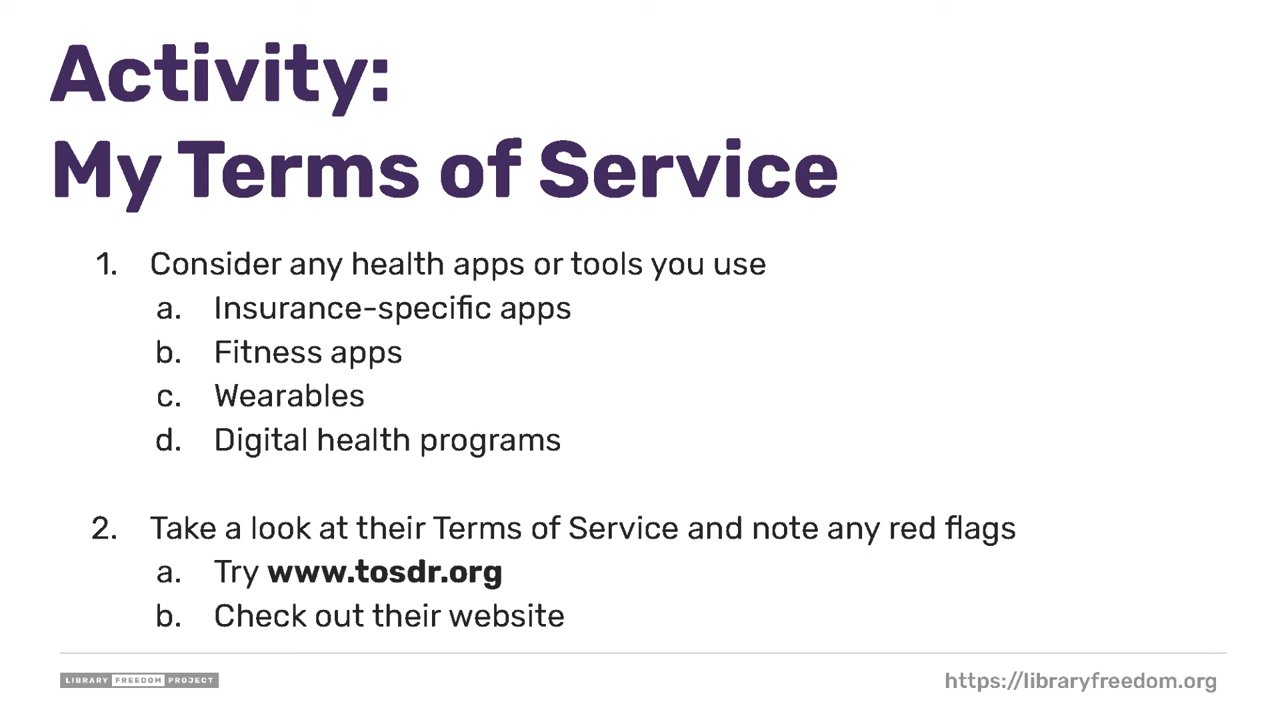 Activity:
My Terms of Service
1. Consider any health apps or tools you use
a. Insurance-specific apps
b. Fitness apps
c. Wearables
d. Digital health programs
2. Take a look at their Terms of Service and note any red flags
a. Try www.tosdr.org
b. Check out their website
LIBRARY FREEDOM PROJECT
https://libraryfreedom.org